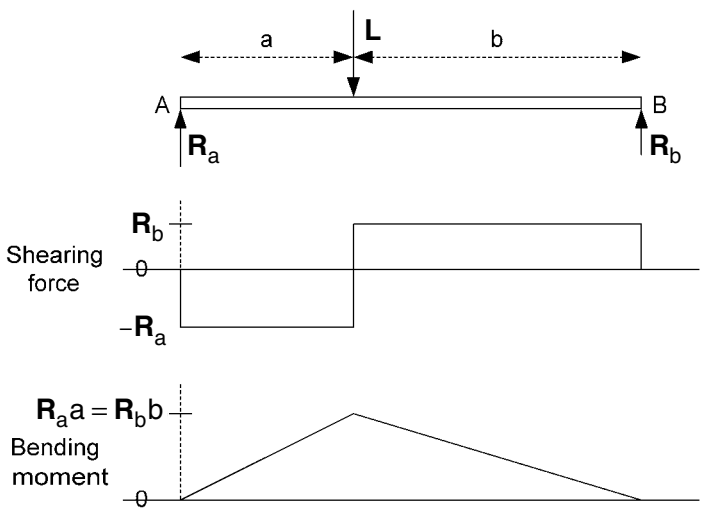 L
a
b
A
B
Ra
Rb
Rb
Shearing
force
0
−Ra
Raa = Rbb
Bending
moment
0